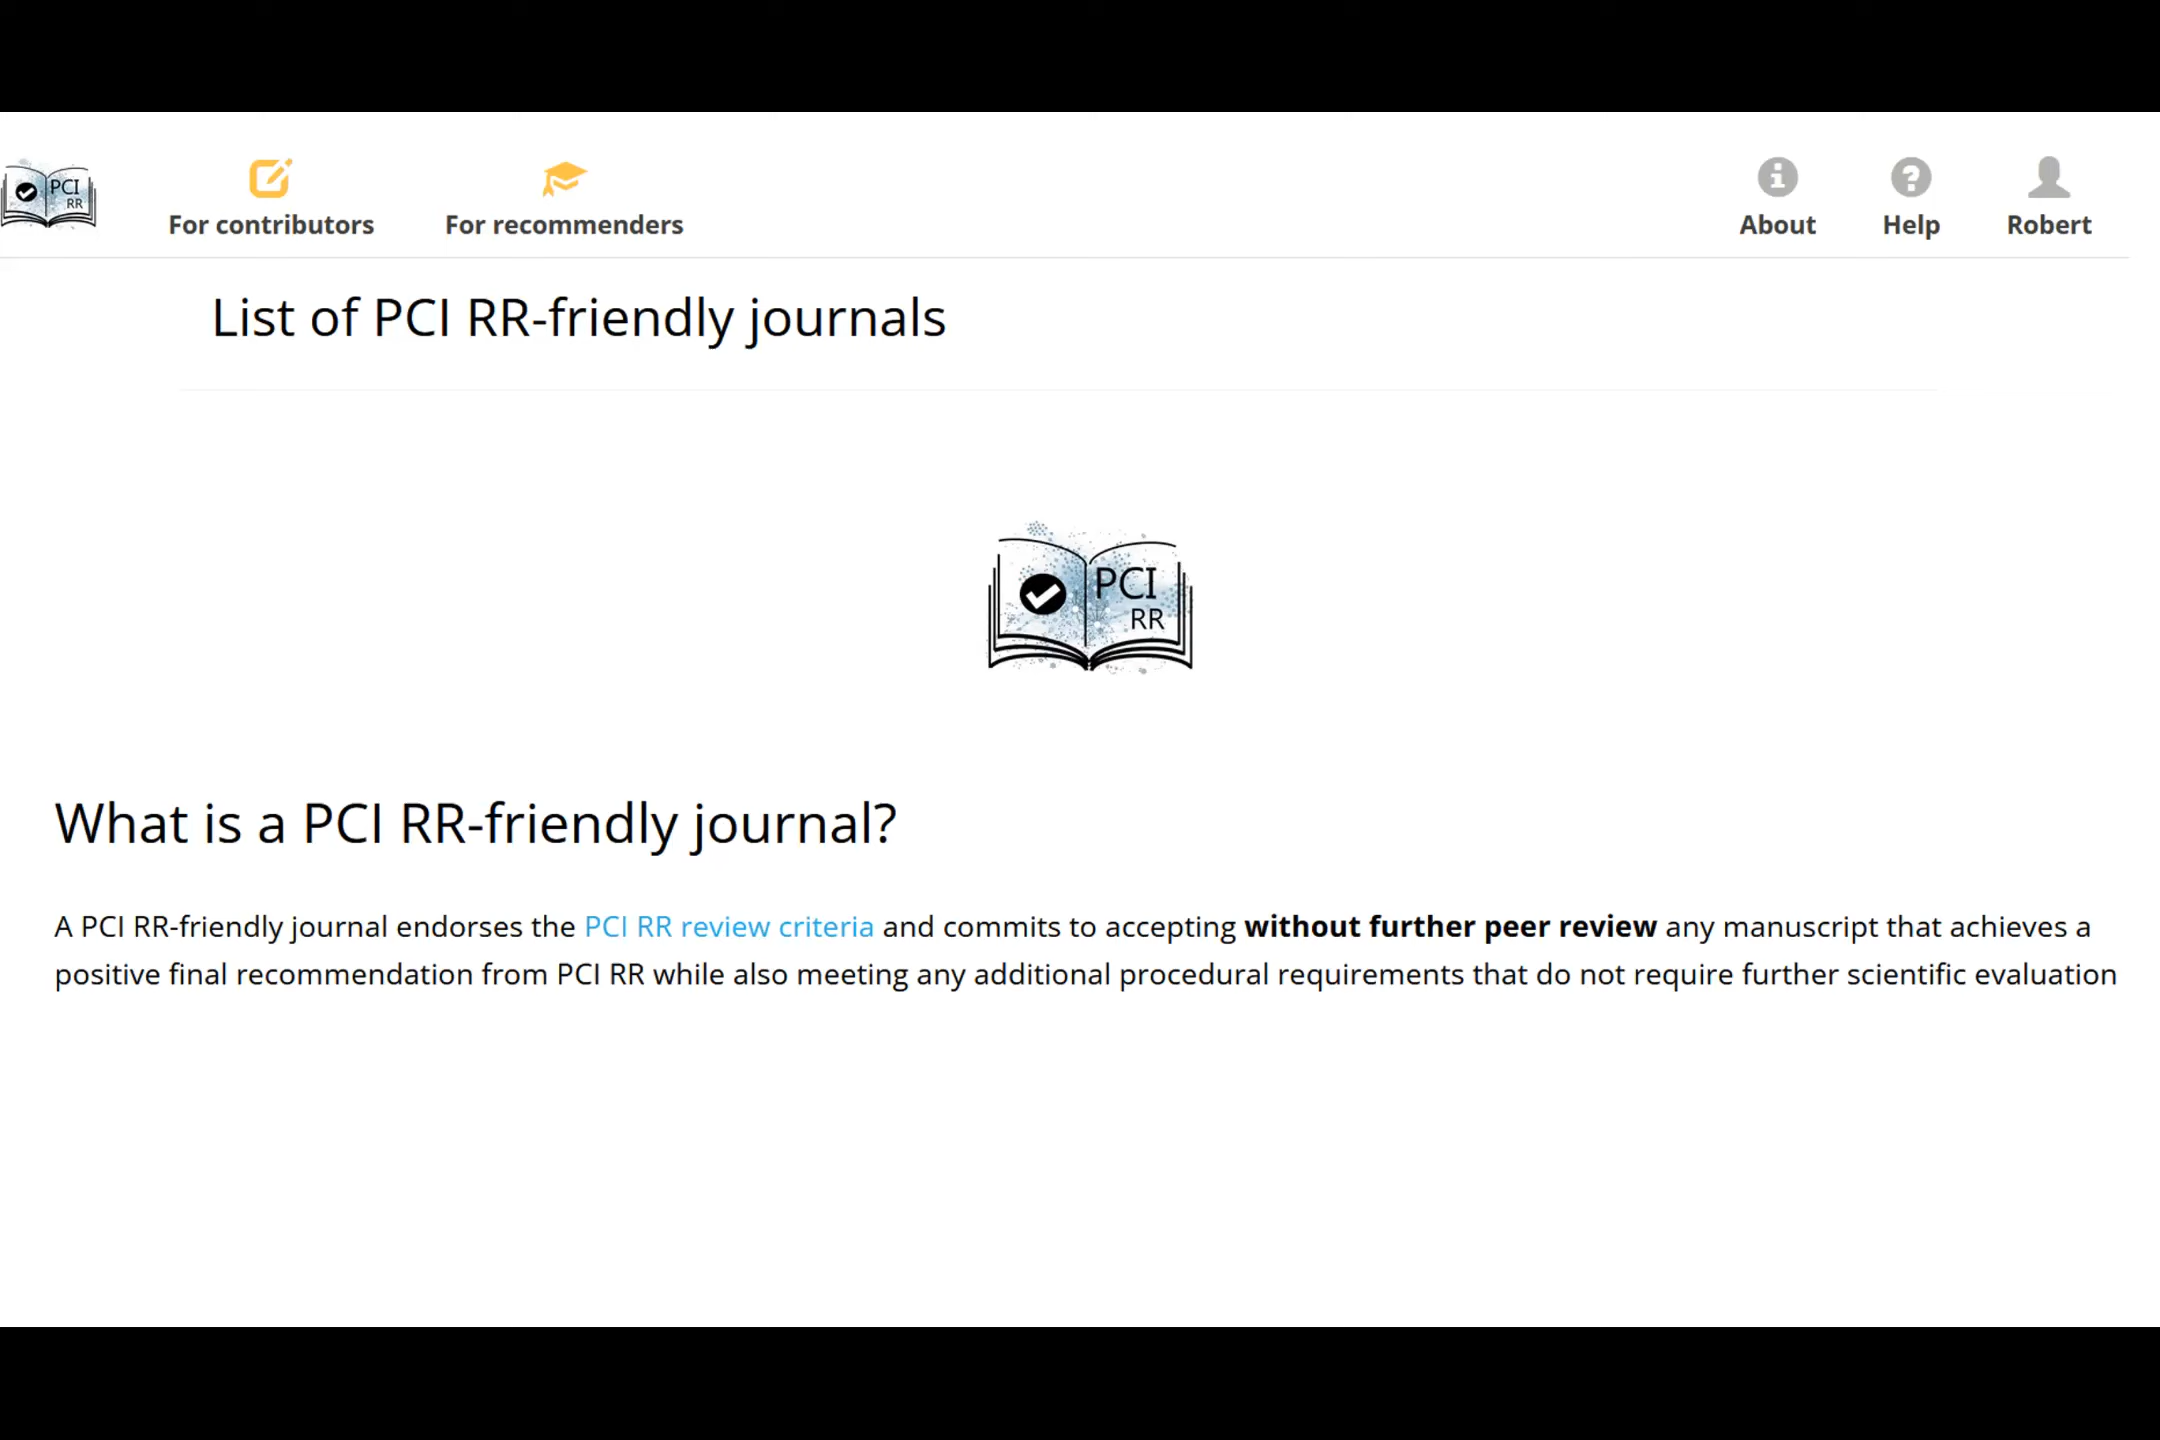 PCI
RR
For contributors
For recommenders
About
Help
Robert
List of PCI RR-friendly journals
PCI
RR
What is a PCI RR-friendly journal?
A PCI RR-friendly journal endorses the PCI RR review criteria and commits to accepting without further peer review any manuscript that achieves a
positive final recommendation from PCI RR while also meeting any additional procedural requirements that do not require further scientific evaluation